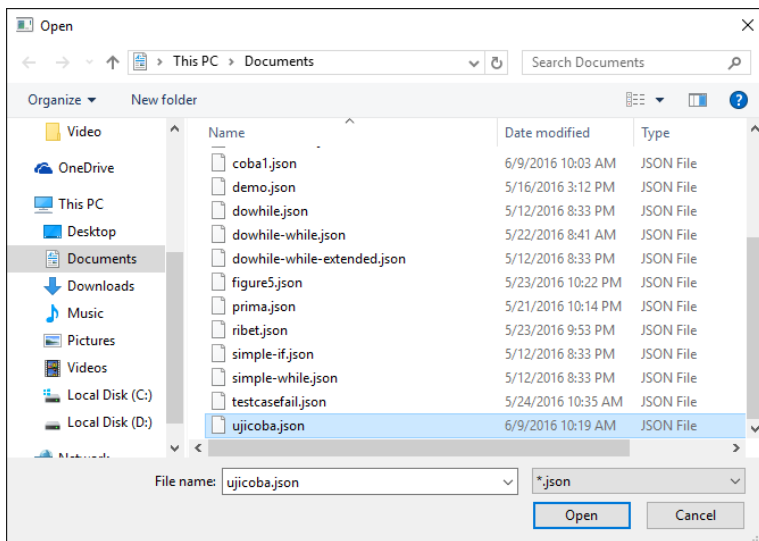 Open
This PC > Documents
Search Documents
Organize
New folder
Name
Date modified
Type
Video
OneDrive
This PC
Desktop
Documents
Downloads
Music
Pictures
Videos
Local Disk (C:)
Local Disk (D:)
coba1.json 6/9/2016 10:03 AM JSON File
demo.json 5/16/2016 3:12 PM JSON File
dowhile.json 5/12/2016 8:33 PM JSON File
dowhile-while.json 5/22/2016 8:41 AM JSON File
dowhile-while-extended.json 5/12/2016 8:33 PM JSON File
figure5.json 5/23/2016 10:22 PM JSON File
prima.json 5/21/2016 10:14 PM JSON File
ribet.json 5/23/2016 9:53 PM JSON File
simple-if.json 5/12/2016 8:33 PM JSON File
simple-while.json 5/12/2016 8:33 PM JSON File
testcasefail.json 5/24/2016 10:35 AM JSON File
ujicoba.json 6/9/2016 10:19 AM JSON File
File name: ujicoba.json
*.json
Open
Cancel